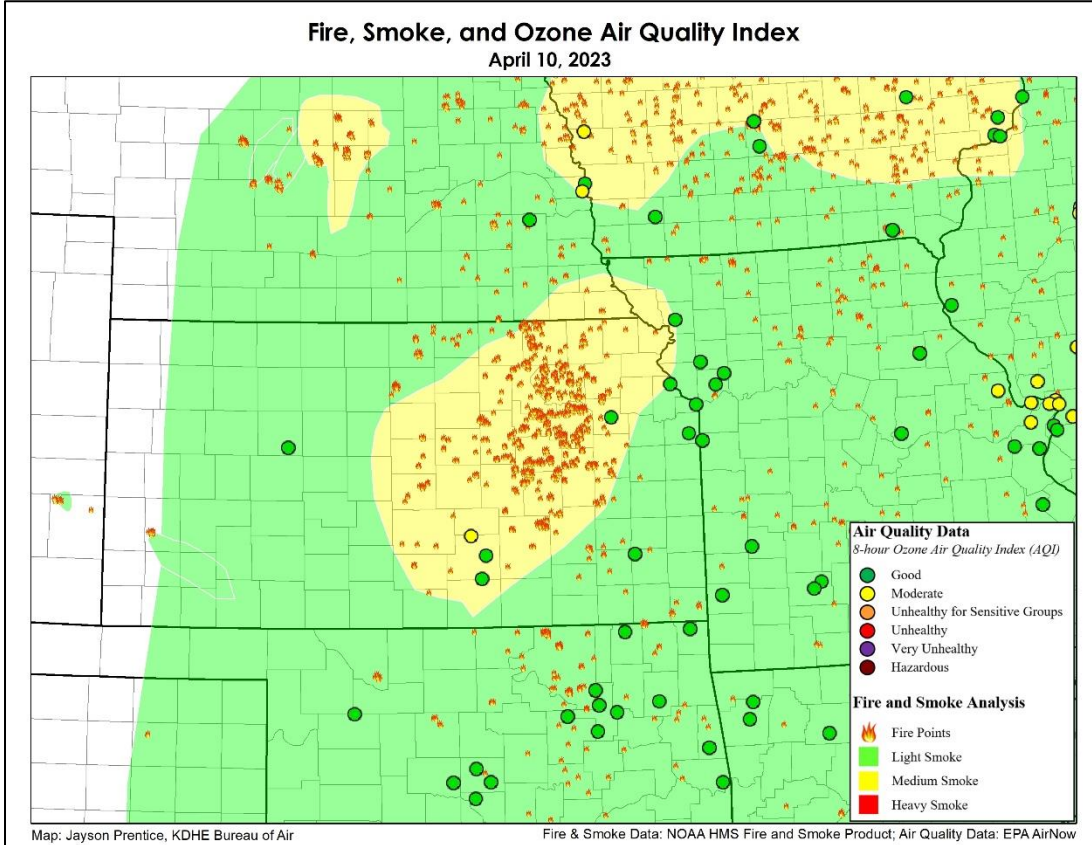 Fire, Smoke, and Ozone Air Quality Index
April 10, 2023
Air Quality Data
8-hour Ozone Air Quality Index (AQI)
Good
Moderate
Unhealthy for Sensitive Groups
Unhealthy
Very Unhealthy
Hazardous
Fire and Smoke Analysis
Fire Points
Light Smoke
Medium Smoke
Heavy Smoke
Map: Jayson Prentice, KDHE Bureau of Air
Fire & Smoke Data: NOAA HMS Fire and Smoke Product; Air Quality Data: EPA AirNow